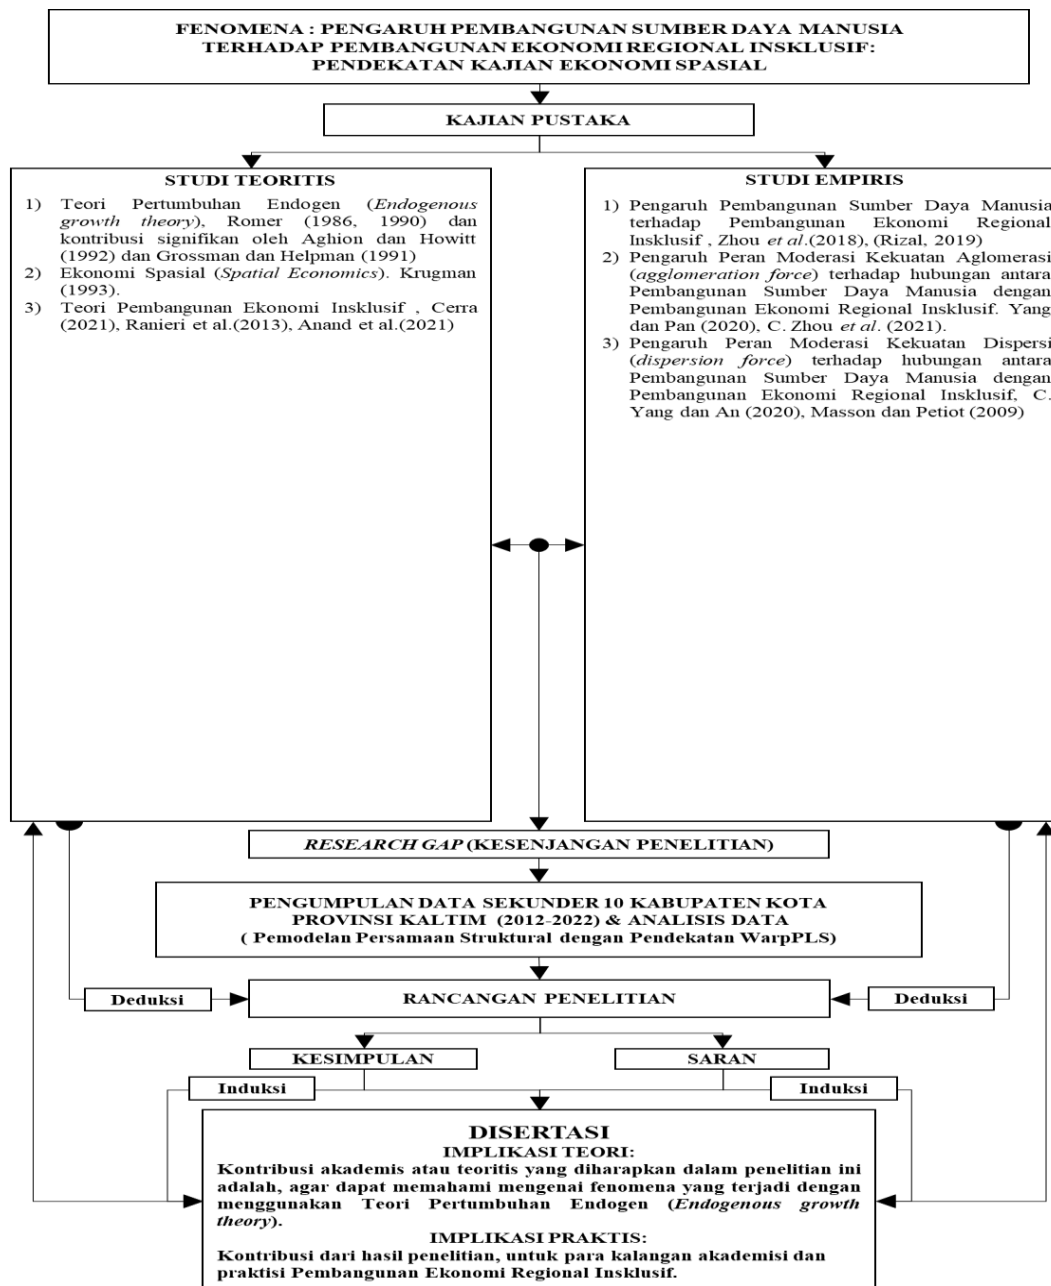 FENOMENA : PENGARUH PEMBANGUNAN SUMBER DAYA MANUSIA
TERHADAP PEMBANGUNAN EKONOMI REGIONAL INSKLUSIF:
PENDEKATAN KAJIAN EKONOMI SPASIAL
KAJIAN PUSTAKA
STUDI TEORITIS
1) Teori Pertumbuhan Endogen (Endogenous
growth theory), Romer (1986, 1990) dan
kontribusi signifikan oleh Aghion dan Howitt
(1992) dan Grossman dan Helpman (1991)
2) Ekonomi Spasial (Spatial Economics). Krugman
(1993).
3) Teori Pembangunan Ekonomi Insklusif , Cerra
(2021), Ranieri et al.(2013), Anand et al.(2021)
STUDI EMPIRIS
1) Pengaruh Pembangunan Sumber Daya Manusia
terhadap Pembangunan Ekonomi Regional
Insklusif , Zhou et al.(2018), (Rizal, 2019)
2) Pengaruh Peran Moderasi Kekuatan Aglomerasi
(agglomeration force) terhadap hubungan antara
Pembangunan Sumber Daya Manusia dengan
Pembangunan Ekonomi Regional Insklusif. Yang
dan Pan (2020), C. Zhou et al. (2021).
3) Pengaruh Peran Moderasi Kekuatan Dispersi
(dispersion force) terhadap hubungan antara
Pembangunan Sumber Daya Manusia dengan
Pembangunan Ekonomi Regional Insklusif, C.
Yang dan An (2020), Masson dan Petiot (2009)
RESEARCH GAP (KESENJANGAN PENELITIAN)
PENGUMPULAN DATA SEKUNDER 10 KABUPATEN KOTA
PROVINSI KALTIM (2012-2022) & ANALISIS DATA
( Pemodelan Persamaan Struktural dengan Pendekatan WarpPLS)
Deduksi
RANCANGAN PENELITIAN
Deduksi
KESIMPULAN
SARAN
Induksi
Induksi
DISERTASI
IMPLIKASI TEORI:
Kontribusi akademis atau teoritis yang diharapkan dalam penelitian ini
adalah, agar dapat memahami mengenai fenomena yang terjadi dengan
menggunakan Teori Pertumbuhan Endogen (Endogenous growth
theory).
IMPLIKASI PRAKTIS:
Kontribusi dari hasil penelitian, untuk para kalangan akademisi dan
praktisi Pembangunan Ekonomi Regional Insklusif.